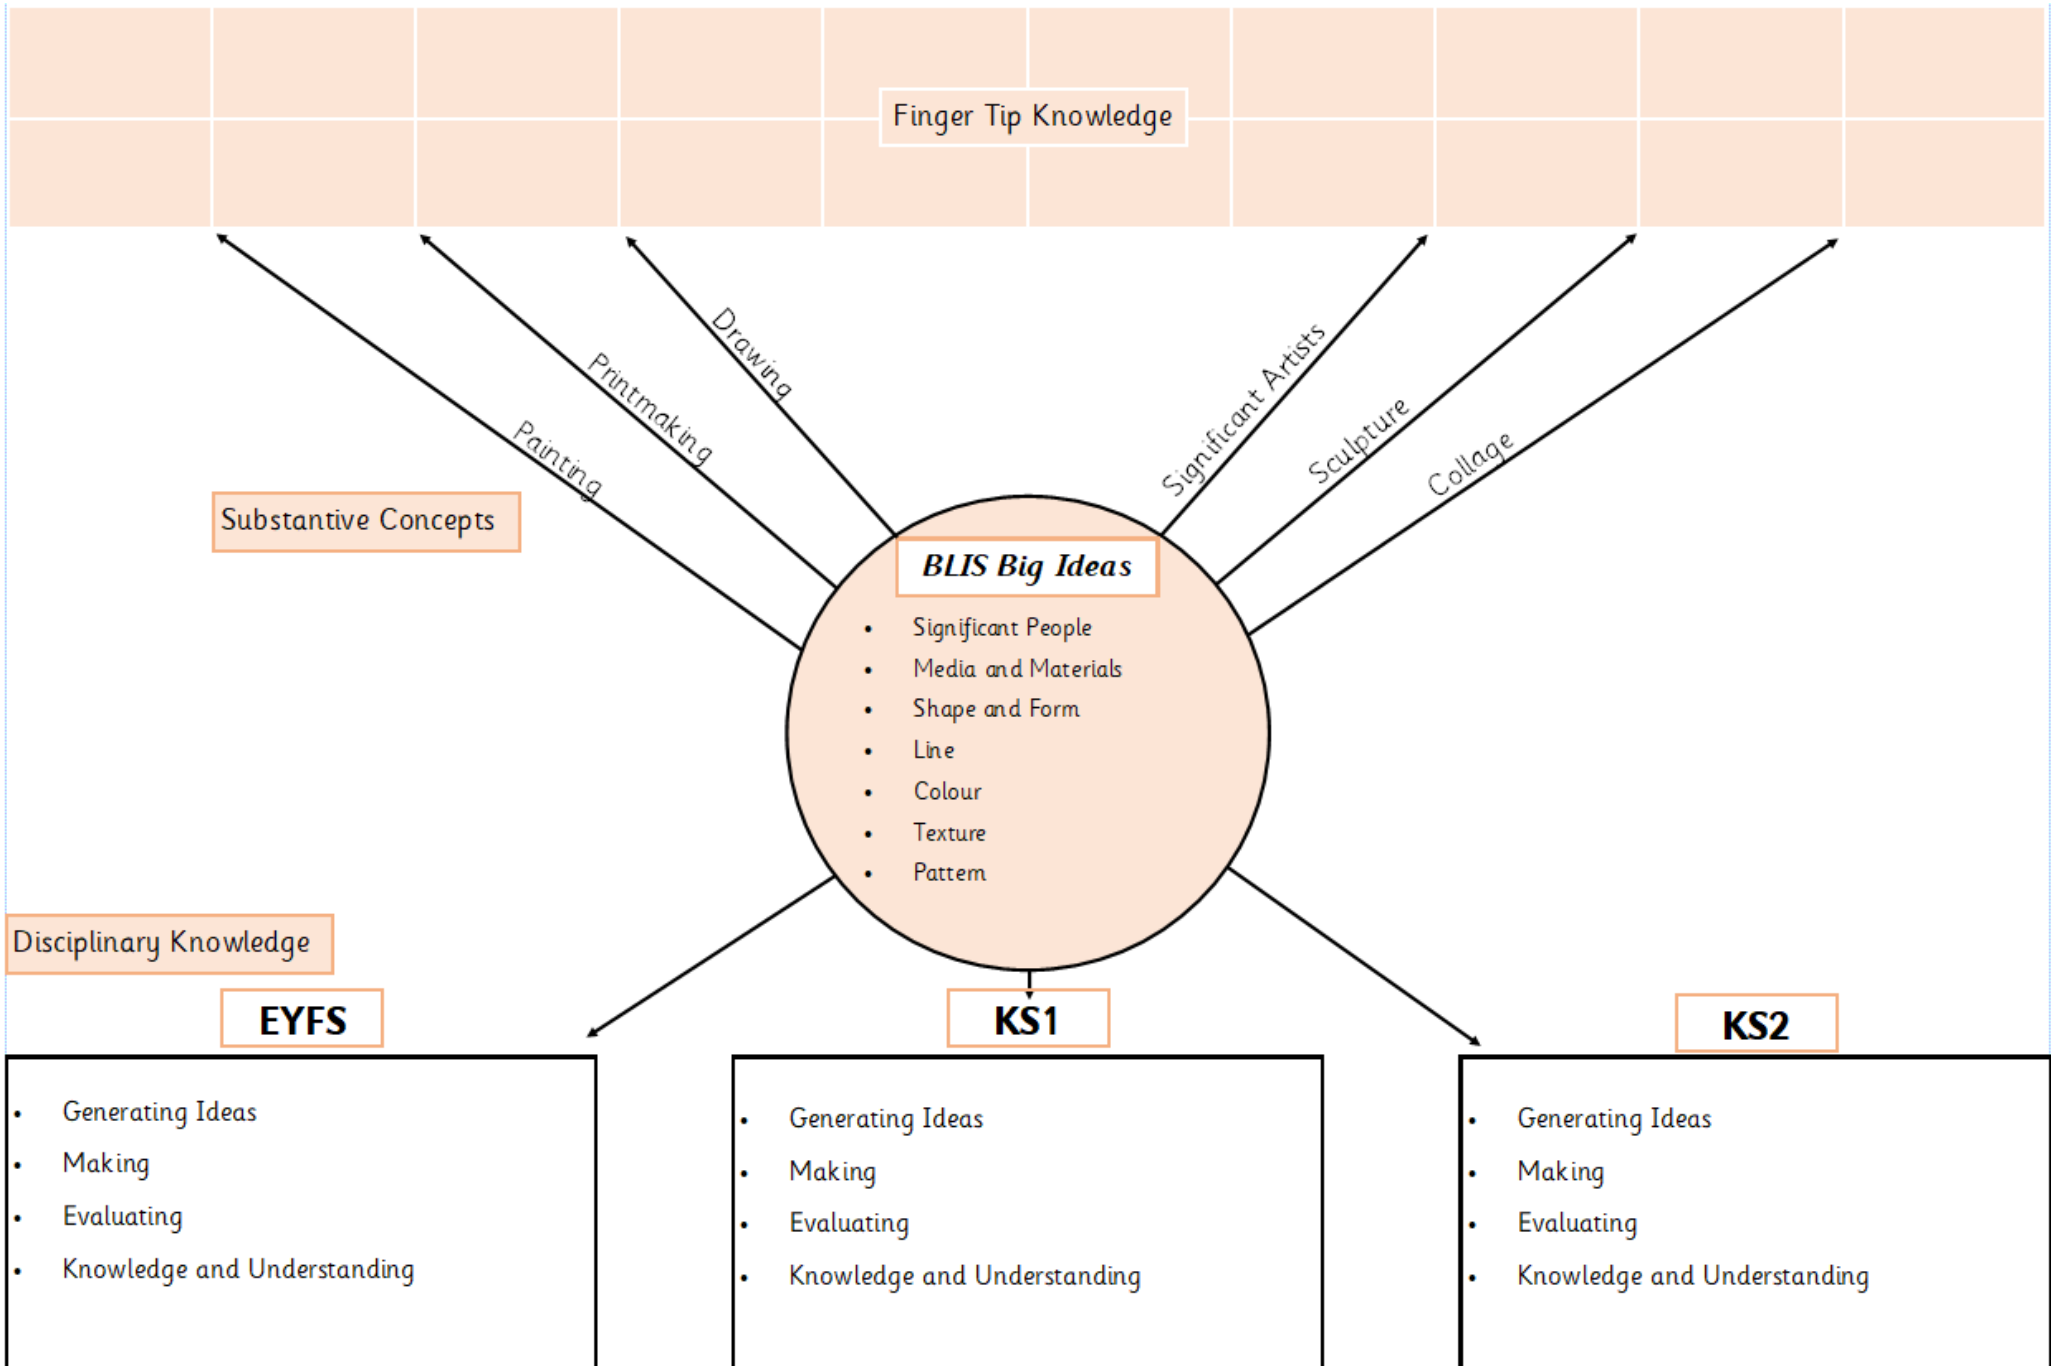 Finger Tip Knowledge
Drawing
Printmaking
Painting
Significant Artists
Sculpture
Collage
Substantive Concepts
BLIS Big Ideas
• Significant People
• Media and Materials
• Shape and Form
• Line
• Colour
• Texture
• Pattern
Disciplinary Knowledge
EYFS
• Generating Ideas
• Making
• Evaluating
• Knowledge and Understanding
KS1
• Generating Ideas
• Making
• Evaluating
• Knowledge and Understanding
KS2
• Generating Ideas
• Making
• Evaluating
• Knowledge and Understanding